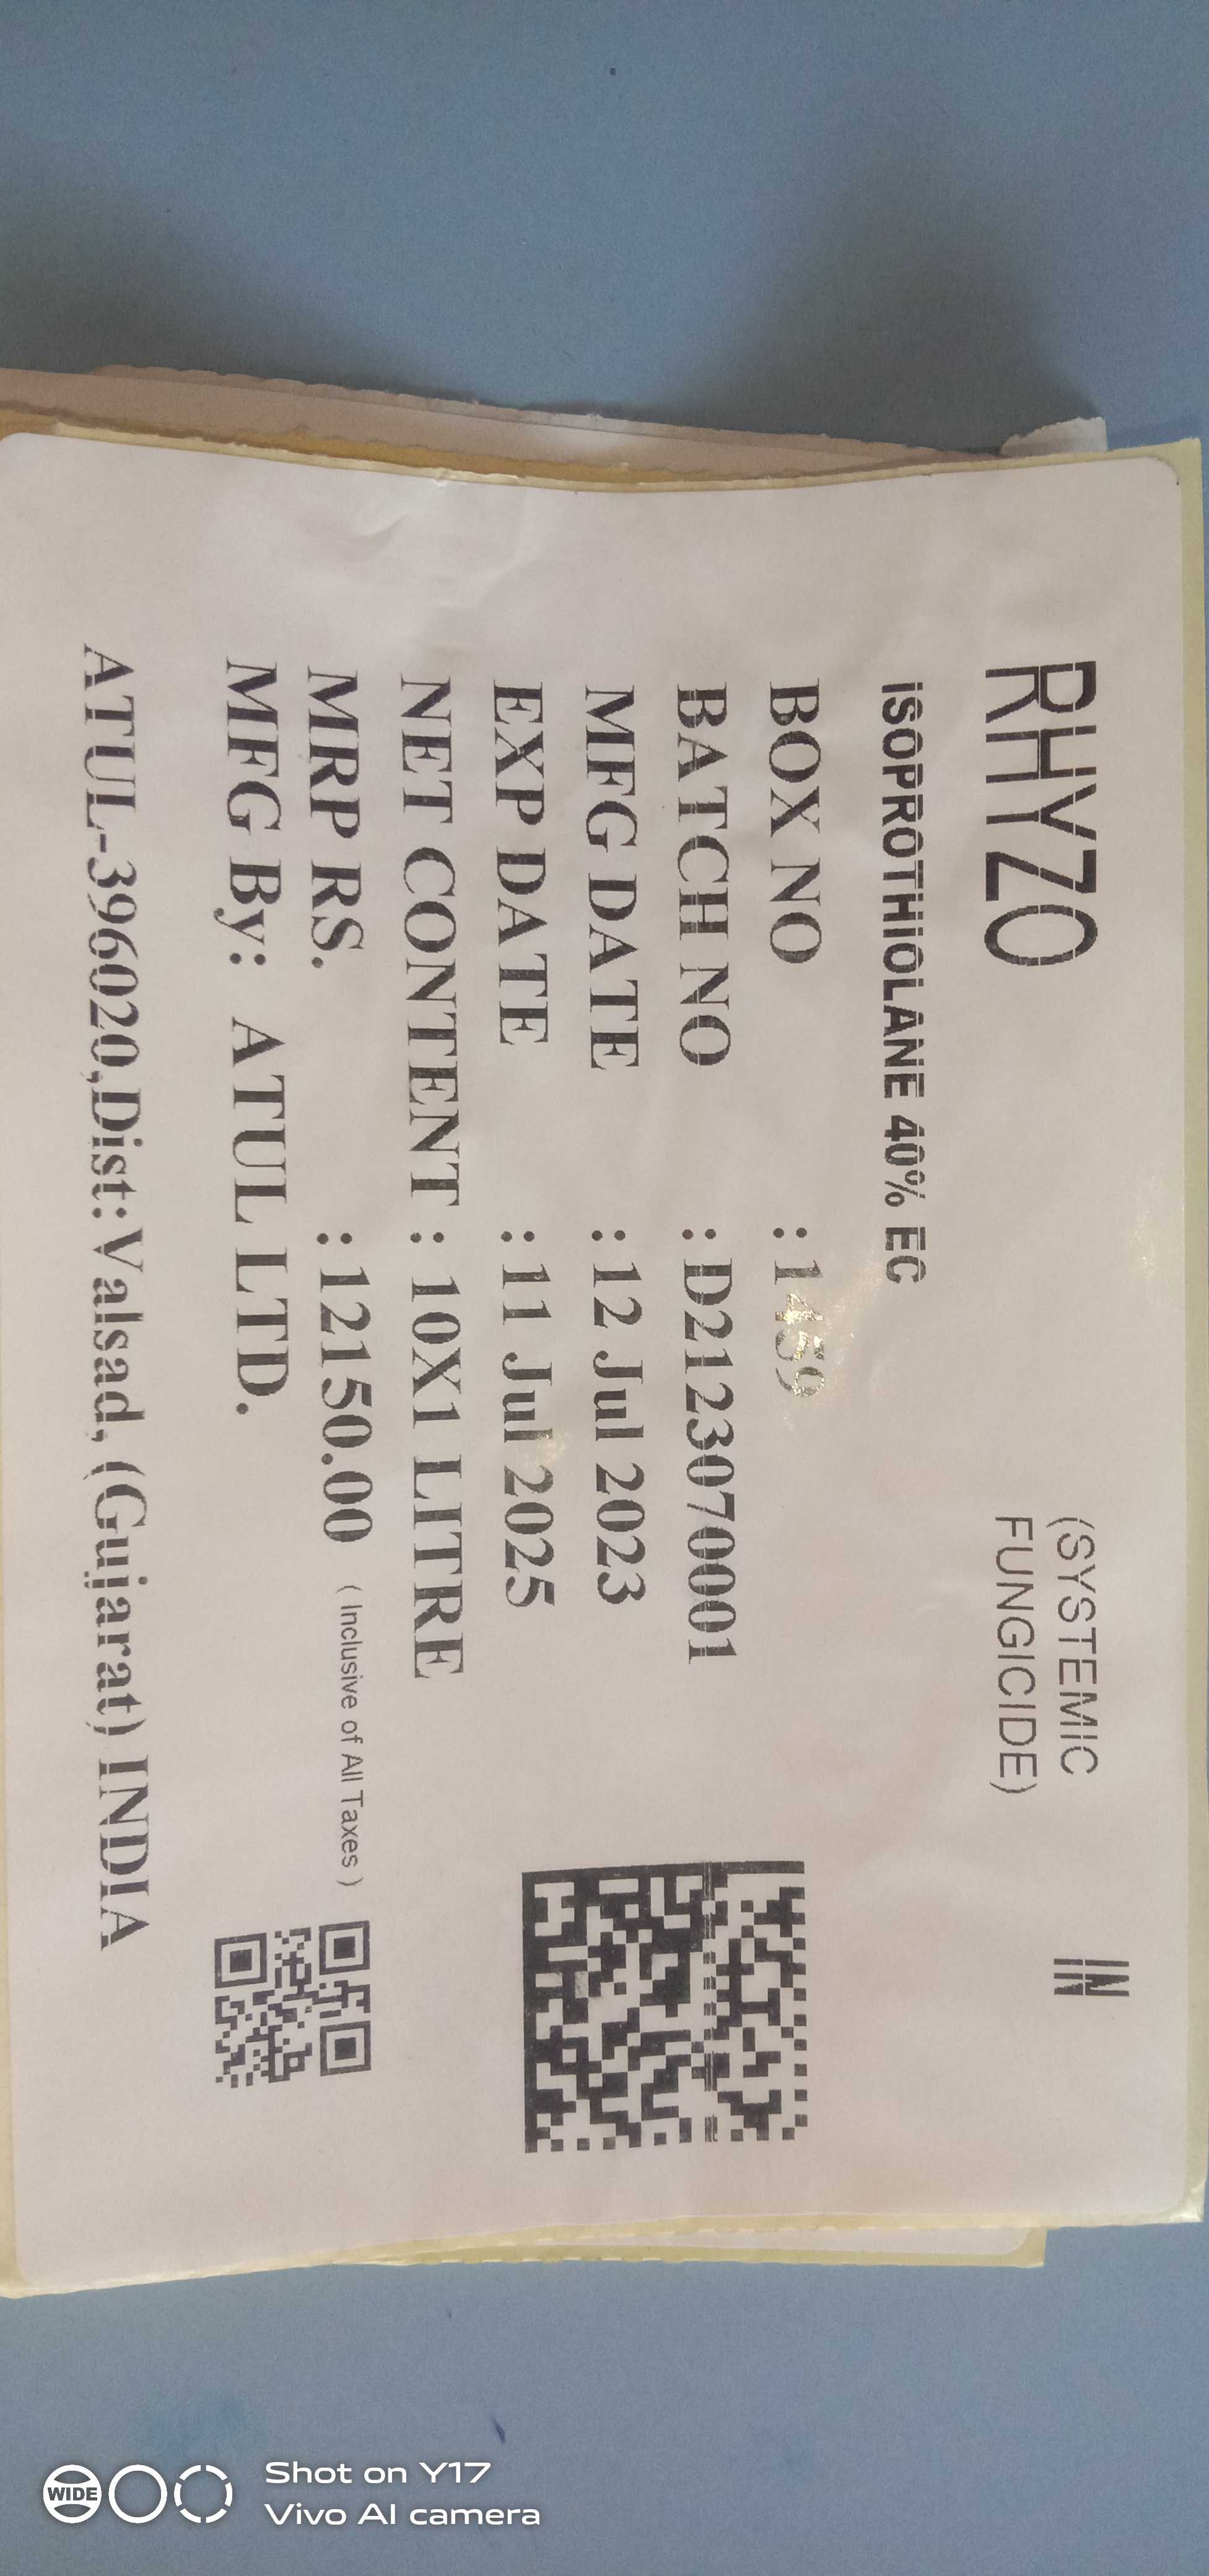 RHYZO
(SYSTEMIC
FUNGICIDE)
IN
ISOPROTHIOLANE 40% EC
BOX NO : 1459
BATCH NO : D2123070001
MFG DATE : 12 Jul 2023
EXP DATE : 11 Jul 2025
NET CONTENT : 10X1 LITRE
MRP RS. : 12150.00 ( Inclusive of All Taxes )
MFG By: ATUL LTD.
ATUL-396020,Dist:Valsad, (Gujarat) INDIA
WIDE
Shot on Y17
Vivo AI camera